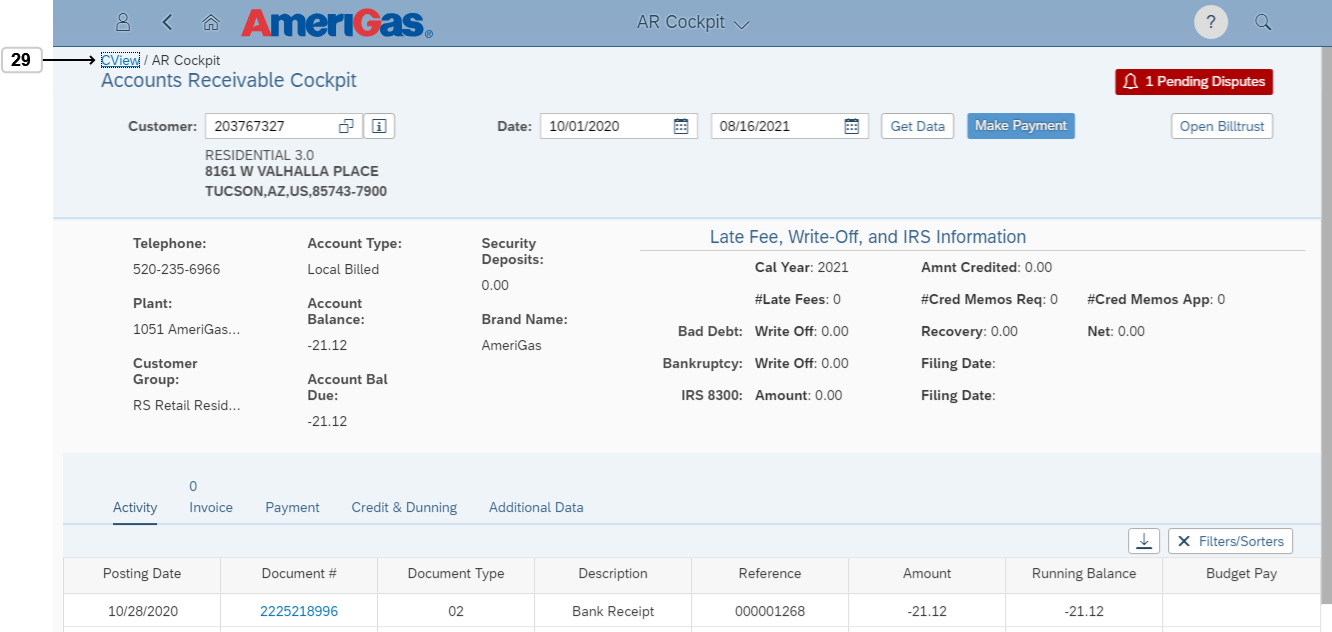 AmeriGas®
AR Cockpit
?
29
CView / AR Cockpit
Accounts Receivable Cockpit
1 Pending Disputes
Customer: 203767327
Date: 10/01/2020 08/16/2021 Get Data Make Payment Open Billtrust
RESIDENTIAL 3.0
8161 W VALHALLA PLACE
TUCSON,AZ,US,85743-7900
Telephone:
520-235-6966
Plant:
1051 AmeriGas...
Customer
Group:
RS Retail Resid...
Account Type:
Local Billed
Account
Balance:
-21.12
Account Bal
Due:
-21.12
Security
Deposits:
0.00
Brand Name:
AmeriGas
Late Fee, Write-Off, and IRS Information
Cal Year: 2021 Amnt Credited: 0.00
#Late Fees: 0 #Cred Memos Req: 0 #Cred Memos App: 0
Bad Debt: Write Off: 0.00 Recovery: 0.00 Net: 0.00
Bankruptcy: Write Off: 0.00 Filing Date:
IRS 8300: Amount: 0.00 Filing Date:
0
Activity Invoice Payment Credit & Dunning Additional Data
Filters/Sorters
Posting Date Document # Document Type Description Reference Amount Running Balance Budget Pay
10/28/2020 2225218996 02 Bank Receipt 000001268 -21.12 -21.12